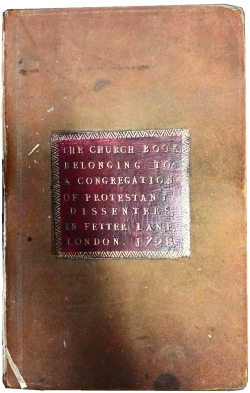 THE CHURCH BOOK
BELONGING TO
A CONGREGATION
OF PROTESTANT
DISSENTERS
IN FETTER LANE
LONDON. 1798